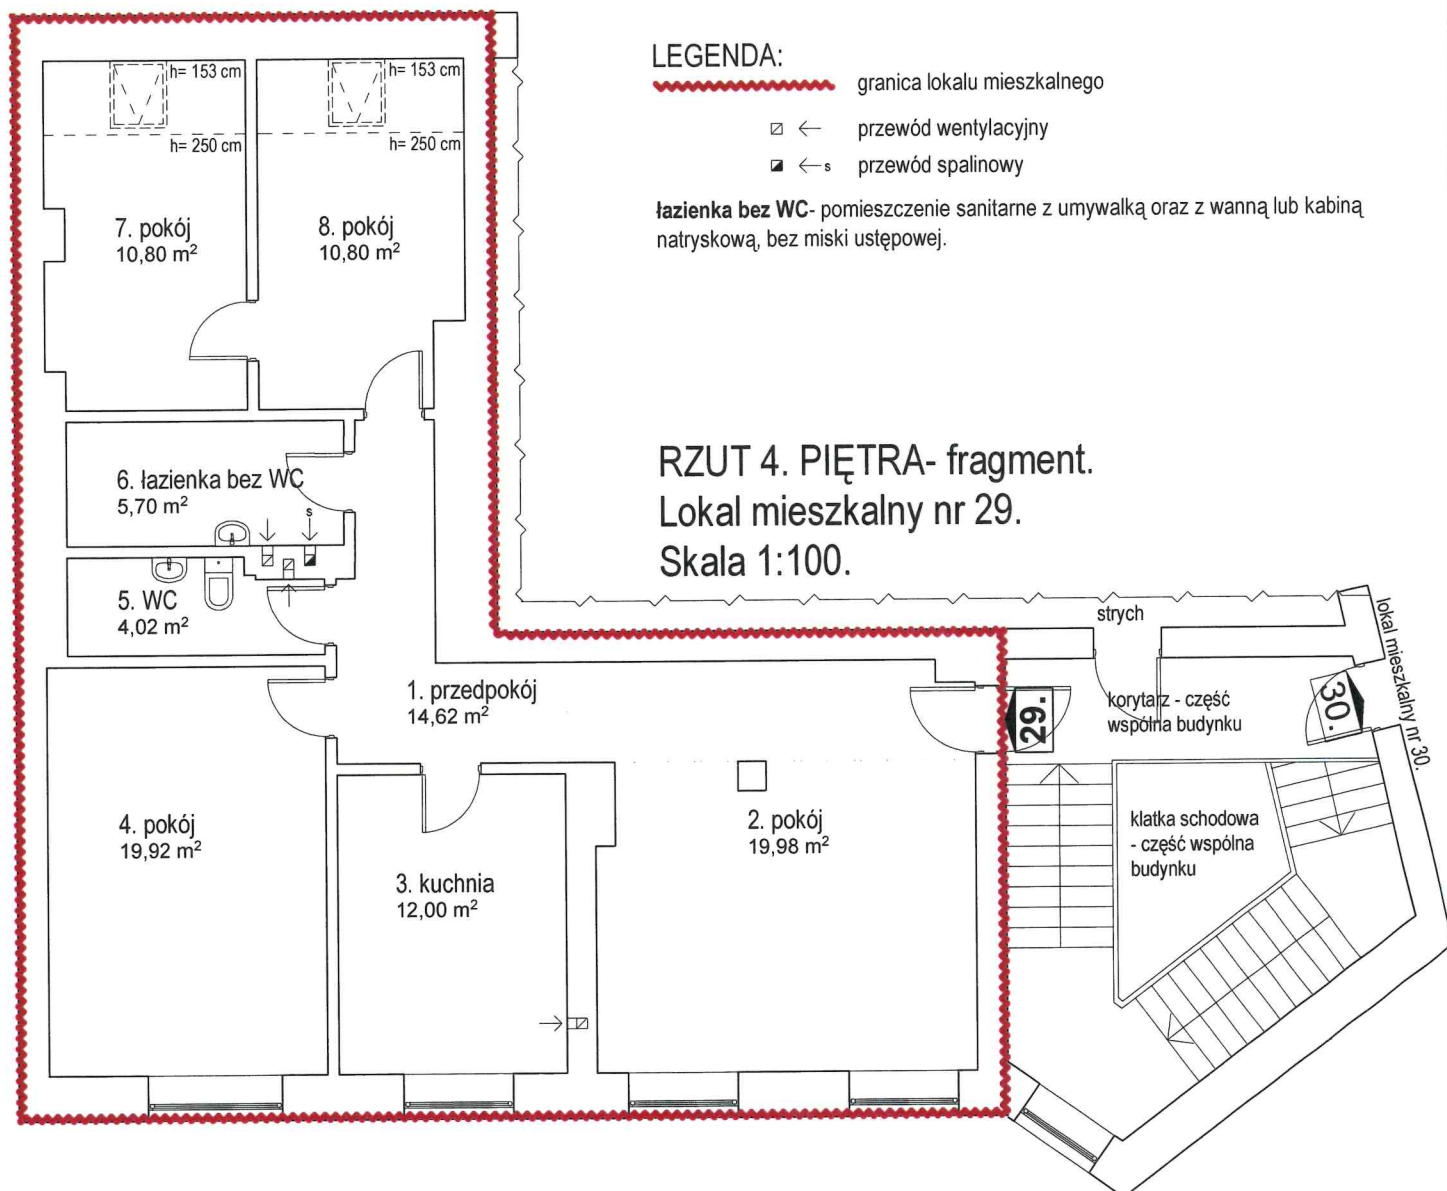 LEGENDA:
granica lokalu mieszkalnego
przewód wentylacyjny
s przewód spalinowy
łazienka bez WC- pomieszczenie sanitarne z umywalką oraz z wanną lub kabiną
natryskową, bez miski ustępowej.
h= 153 cm
h= 153 cm
h= 250 cm
h= 250 cm
7. pokój
10,80 m²
8. pokój
10,80 m²
RZUT 4. PIĘTRA- fragment.
Lokal mieszkalny nr 29.
Skala 1:100.
6. łazienka bez WC
5,70 m²
s
5. WC
4,02 m²
strych
lokal mieszkalny nr 30.
1. przedpokój
14,62 m²
29.
korytarz - część
wspólna budynku
30.
4. pokój
19,92 m²
3. kuchnia
12,00 m²
2. pokój
19,98 m²
klatka schodowa
- część wspólna
budynku